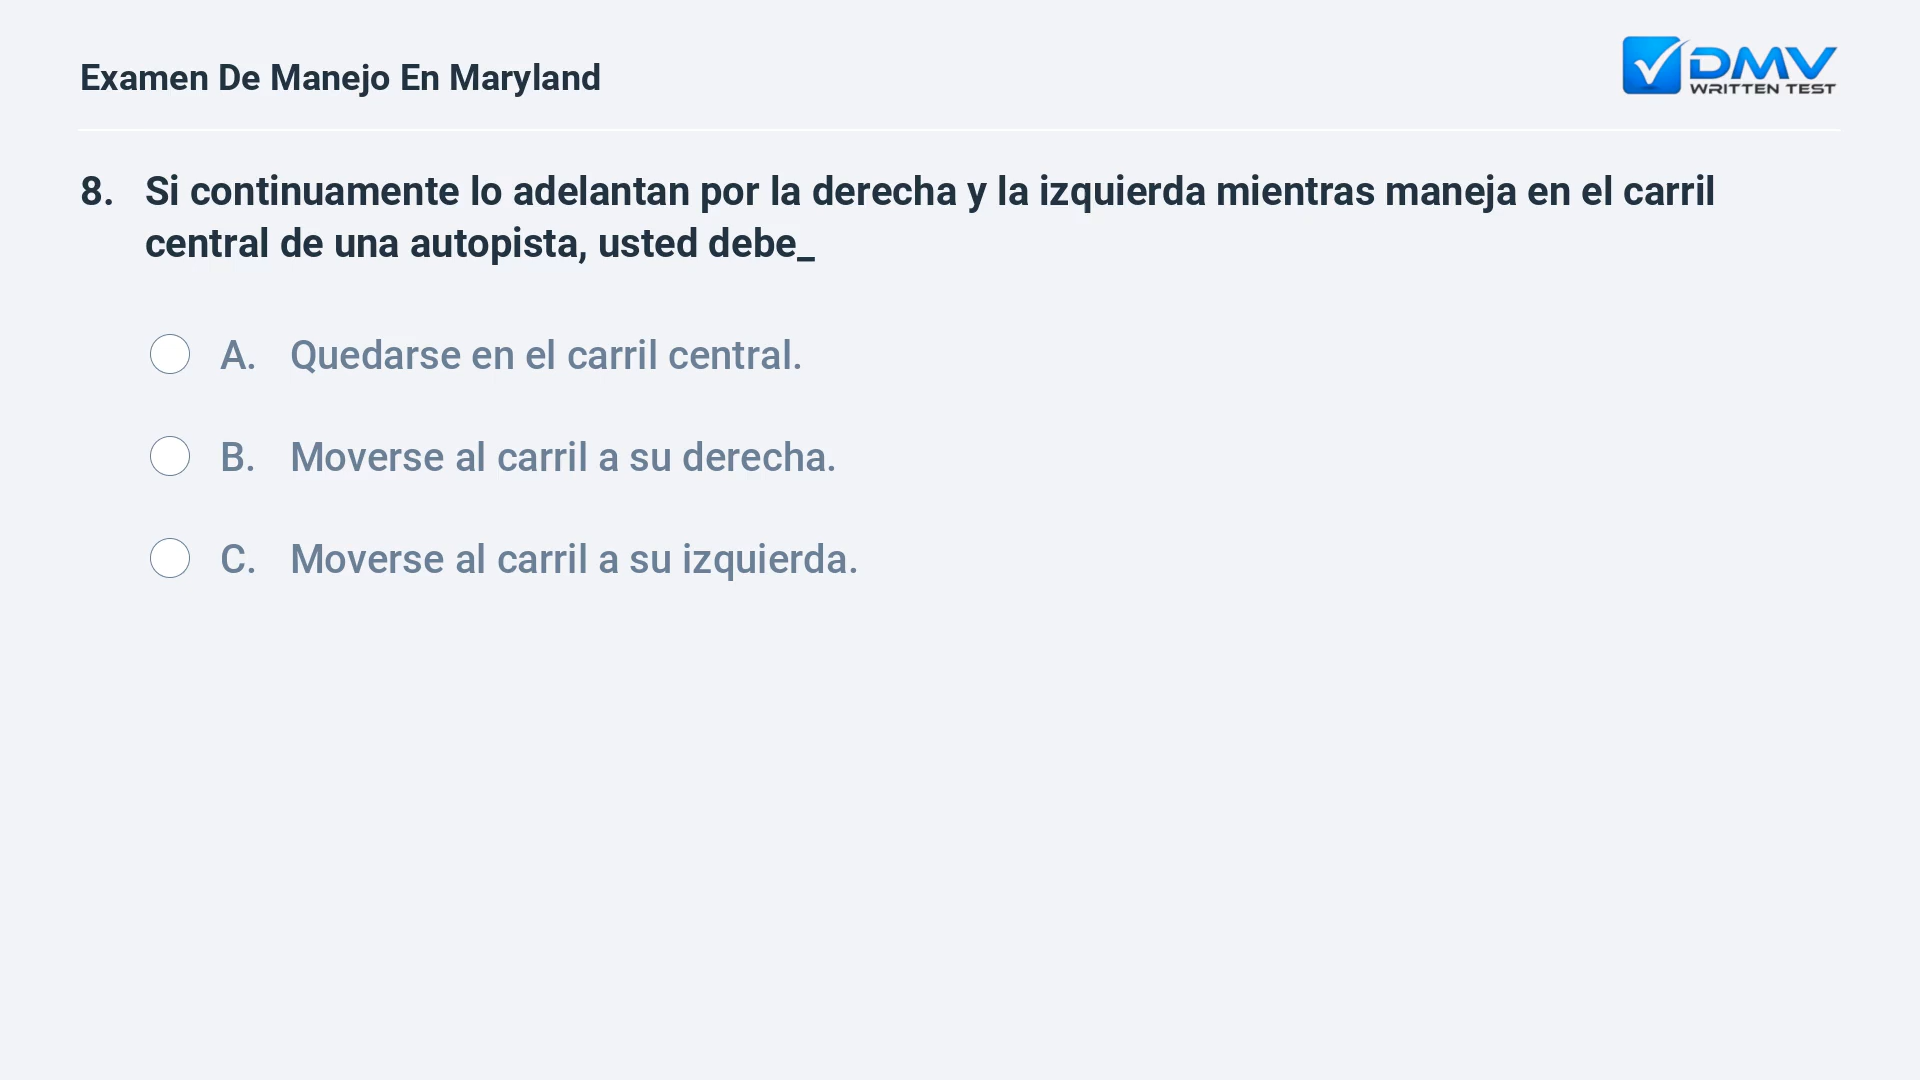 Examen De Manejo En Maryland
DMV
WRITTEN TEST
8. Si continuamente lo adelantan por la derecha y la izquierda mientras maneja en el carril
central de una autopista, usted debe_
A. Quedarse en el carril central.
B. Moverse al carril a su derecha.
C. Moverse al carril a su izquierda.